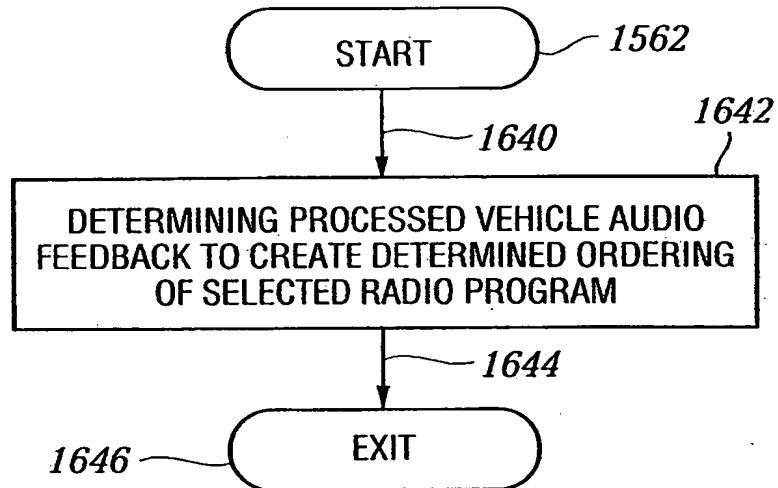 START
1562
1640
1642
DETERMINING PROCESSED VEHICLE AUDIO
FEEDBACK TO CREATE DETERMINED ORDERING
OF SELECTED RADIO PROGRAM
1644
EXIT
1646